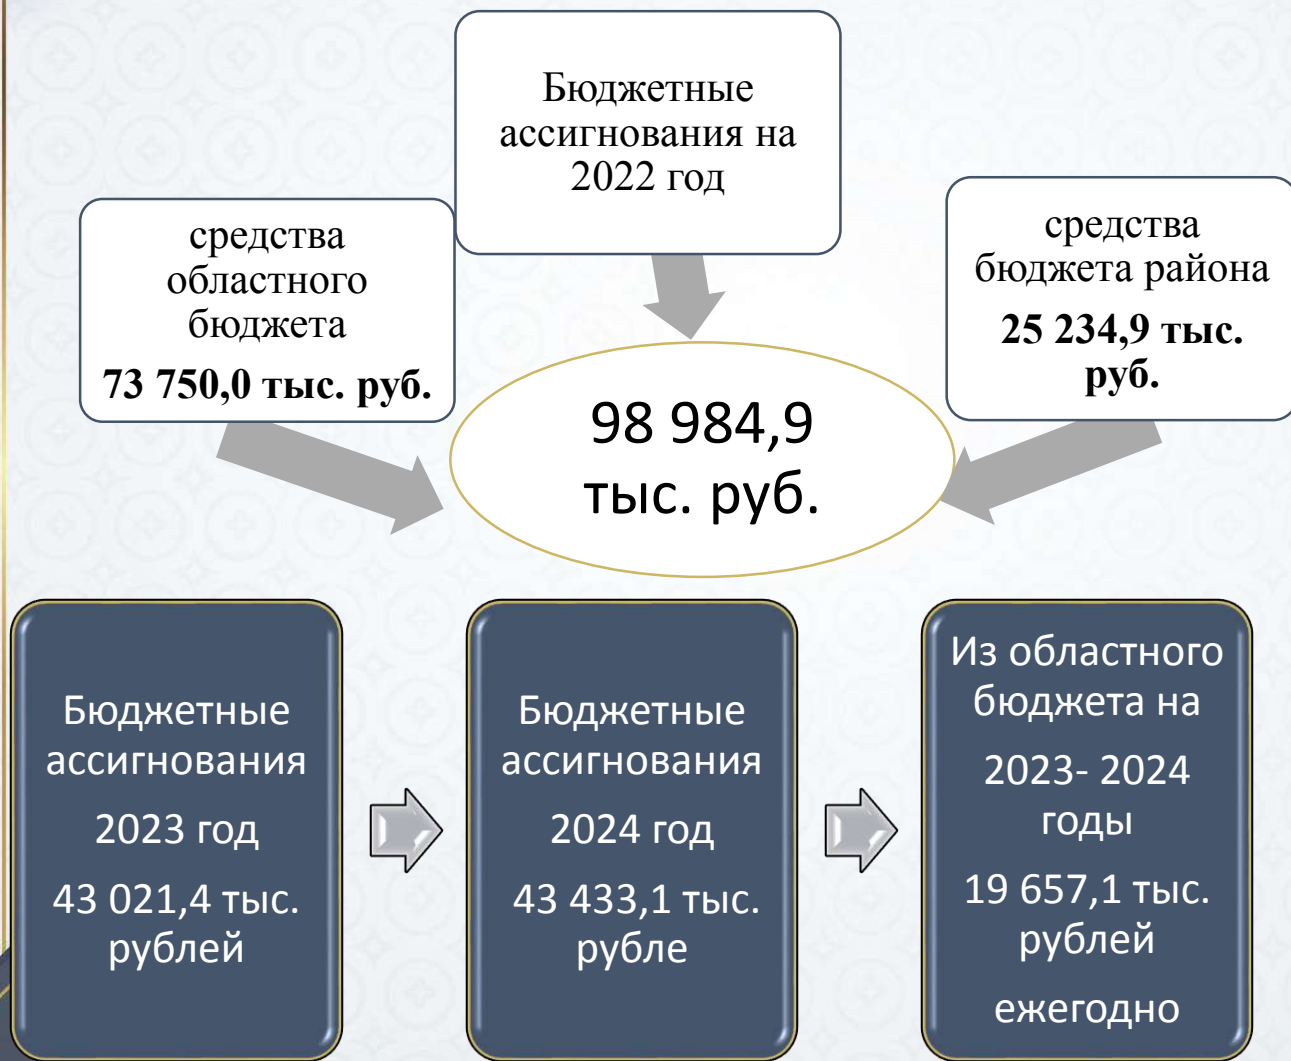 Бюджетные
ассигнования на
2022 год
средства
областного
бюджета
73 750,0 тыс. руб.
средства
бюджета района
25 234,9 тыс.
руб.
98 984,9
тыс. руб.
Бюджетные
ассигнования
2023 год
43 021,4 тыс.
рублей
Бюджетные
ассигнования
2024 год
43 433,1 тыс.
рубле
Из областного
бюджета на
2023- 2024
годы
19 657,1 тыс.
рублей
ежегодно